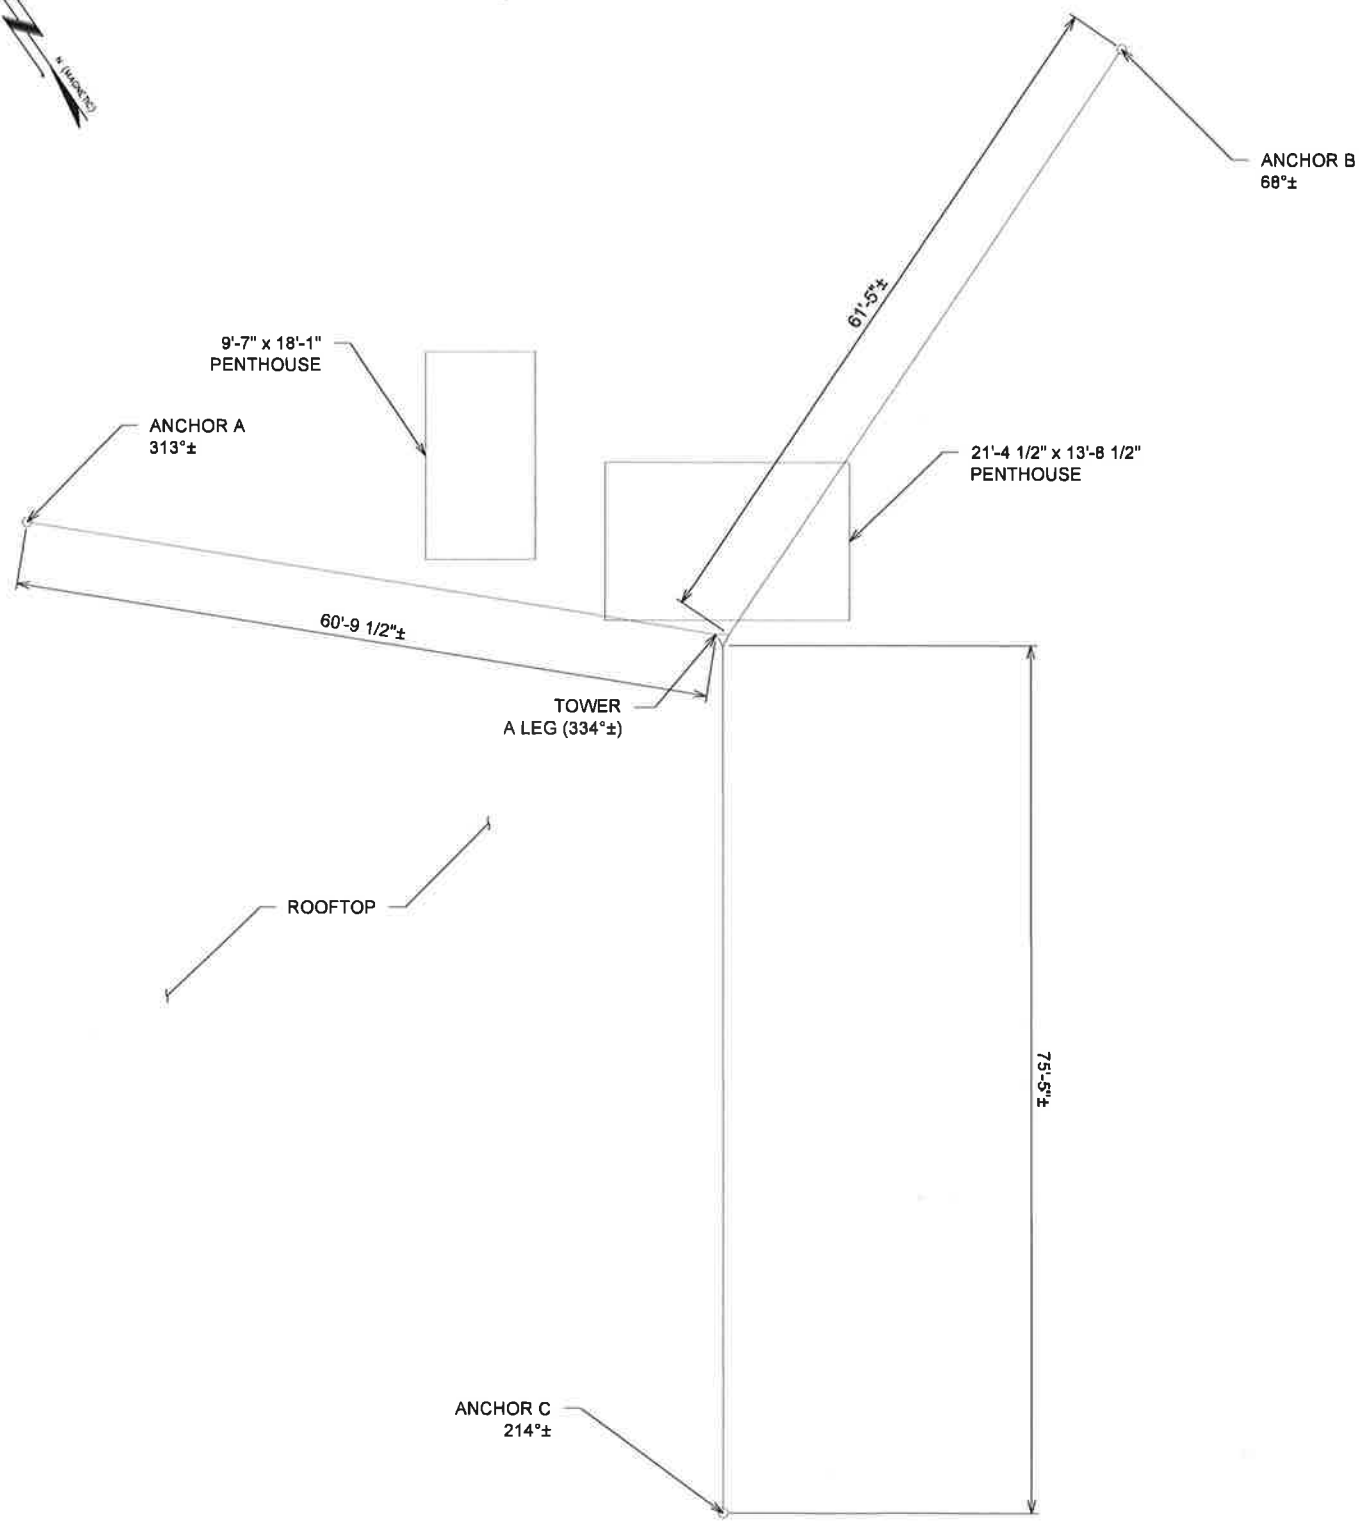 N (MAGNETIC)
ANCHOR B
68°±
61'-5"±
9'-7" x 18'-1"
PENTHOUSE
ANCHOR A
313°±
21'-4 1/2" x 13'-8 1/2"
PENTHOUSE
60'-9 1/2"±
TOWER
A LEG (334°±)
ROOFTOP
75'-5"±
ANCHOR C
214°±